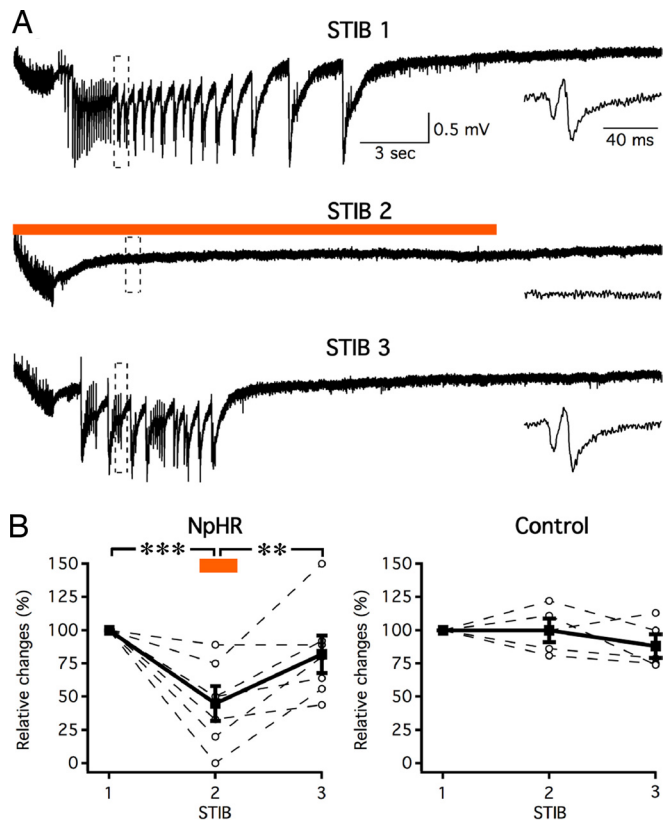 A
STIB 1
0.5 mV
3 sec
40 ms
STIB 2
STIB 3
B
NpHR
Control
*** **
150
125
100
75
50
25
0
Relative changes (%)
1 2 3
STIB
150
125
100
75
50
25
0
Relative changes (%)
1 2 3
STIB